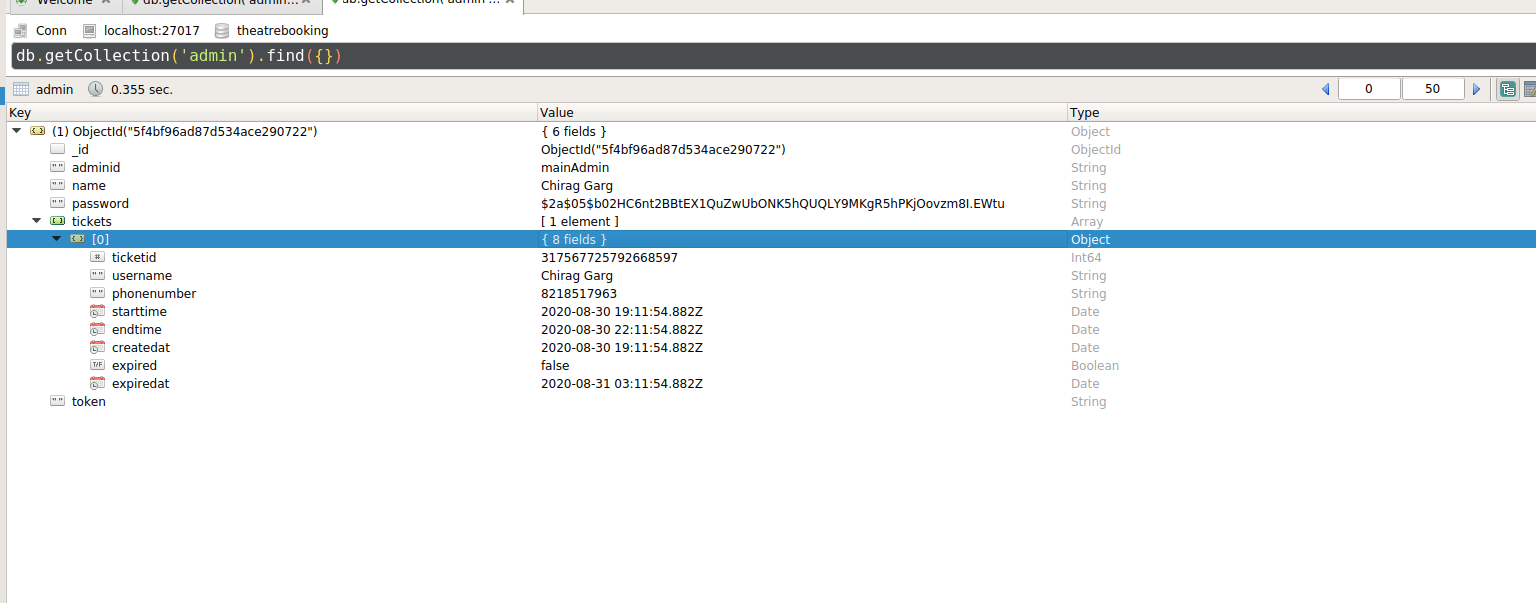 Welcome db.getCollection('admin... db.getCollection('admin'...
Conn localhost:27017 theatrebooking
db.getCollection('admin').find({})
admin 0.355 sec. 0 50
Key Value Type
(1) ObjectId("5f4bf96ad87d534ace290722") { 6 fields } Object
_id ObjectId("5f4bf96ad87d534ace290722") ObjectId
"" adminid mainAdmin String
"" name Chirag Garg String
"" password $2a$05$b02HC6nt2BBtEX1QuZwUbONK5hQUQLY9MKgR5hPKjOovzm8I.EWtu String
tickets [ 1 element ] Array
[0] { 8 fields } Object
# ticketid 317567725792668597 Int64
"" username Chirag Garg String
"" phonenumber 8218517963 String
starttime 2020-08-30 19:11:54.882Z Date
endtime 2020-08-30 22:11:54.882Z Date
createdat 2020-08-30 19:11:54.882Z Date
T/F expired false Boolean
expiredat 2020-08-31 03:11:54.882Z Date
"" token String